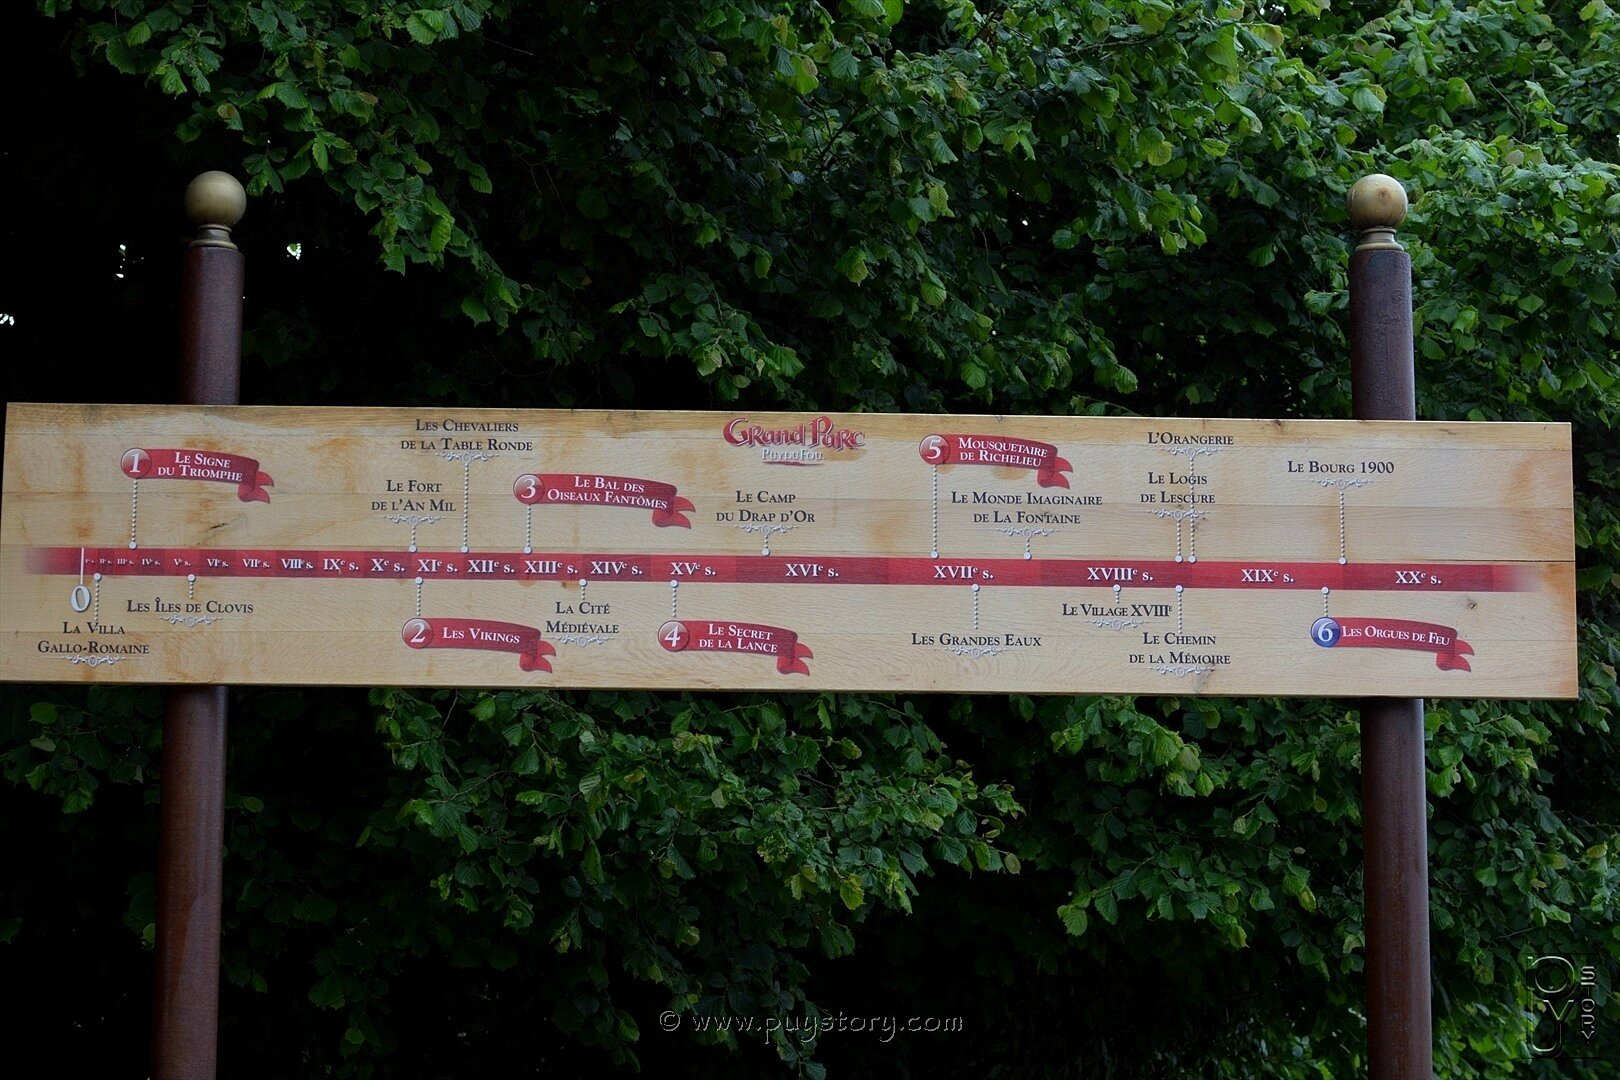 Les Chevaliers
de la Table Ronde
Grand Parc
Puy du Fou
1 Le Signe
du Triomphe
Le Fort
de l'An Mil
3 Le Bal des
Oiseaux Fantômes
Le Camp
du Drap d'Or
5 Mousquetaire
de Richelieu
Le Monde Imaginaire
de La Fontaine
L'Orangerie
Le Logis
de Lescure
Le Bourg 1900
Ier s. IIe s. IIIe s. IVe s. Ve s. VIe s. VIIe s. VIIIe s. IXe s. Xe s. XIe s. XIIe s. XIIIe s. XIVe s. XVe s. XVIe s. XVIIe s. XVIIIe s. XIXe s. XXe s.
0
La Villa
Gallo-Romaine
Les Îles de Clovis
2 Les Vikings
La Cité
Médiévale
4 Le Secret
de la Lance
Les Grandes Eaux
Le Village XVIIIe
Le Chemin
de la Mémoire
6 Les Orgues de Feu
© www.puystory.com
PUY
STORY